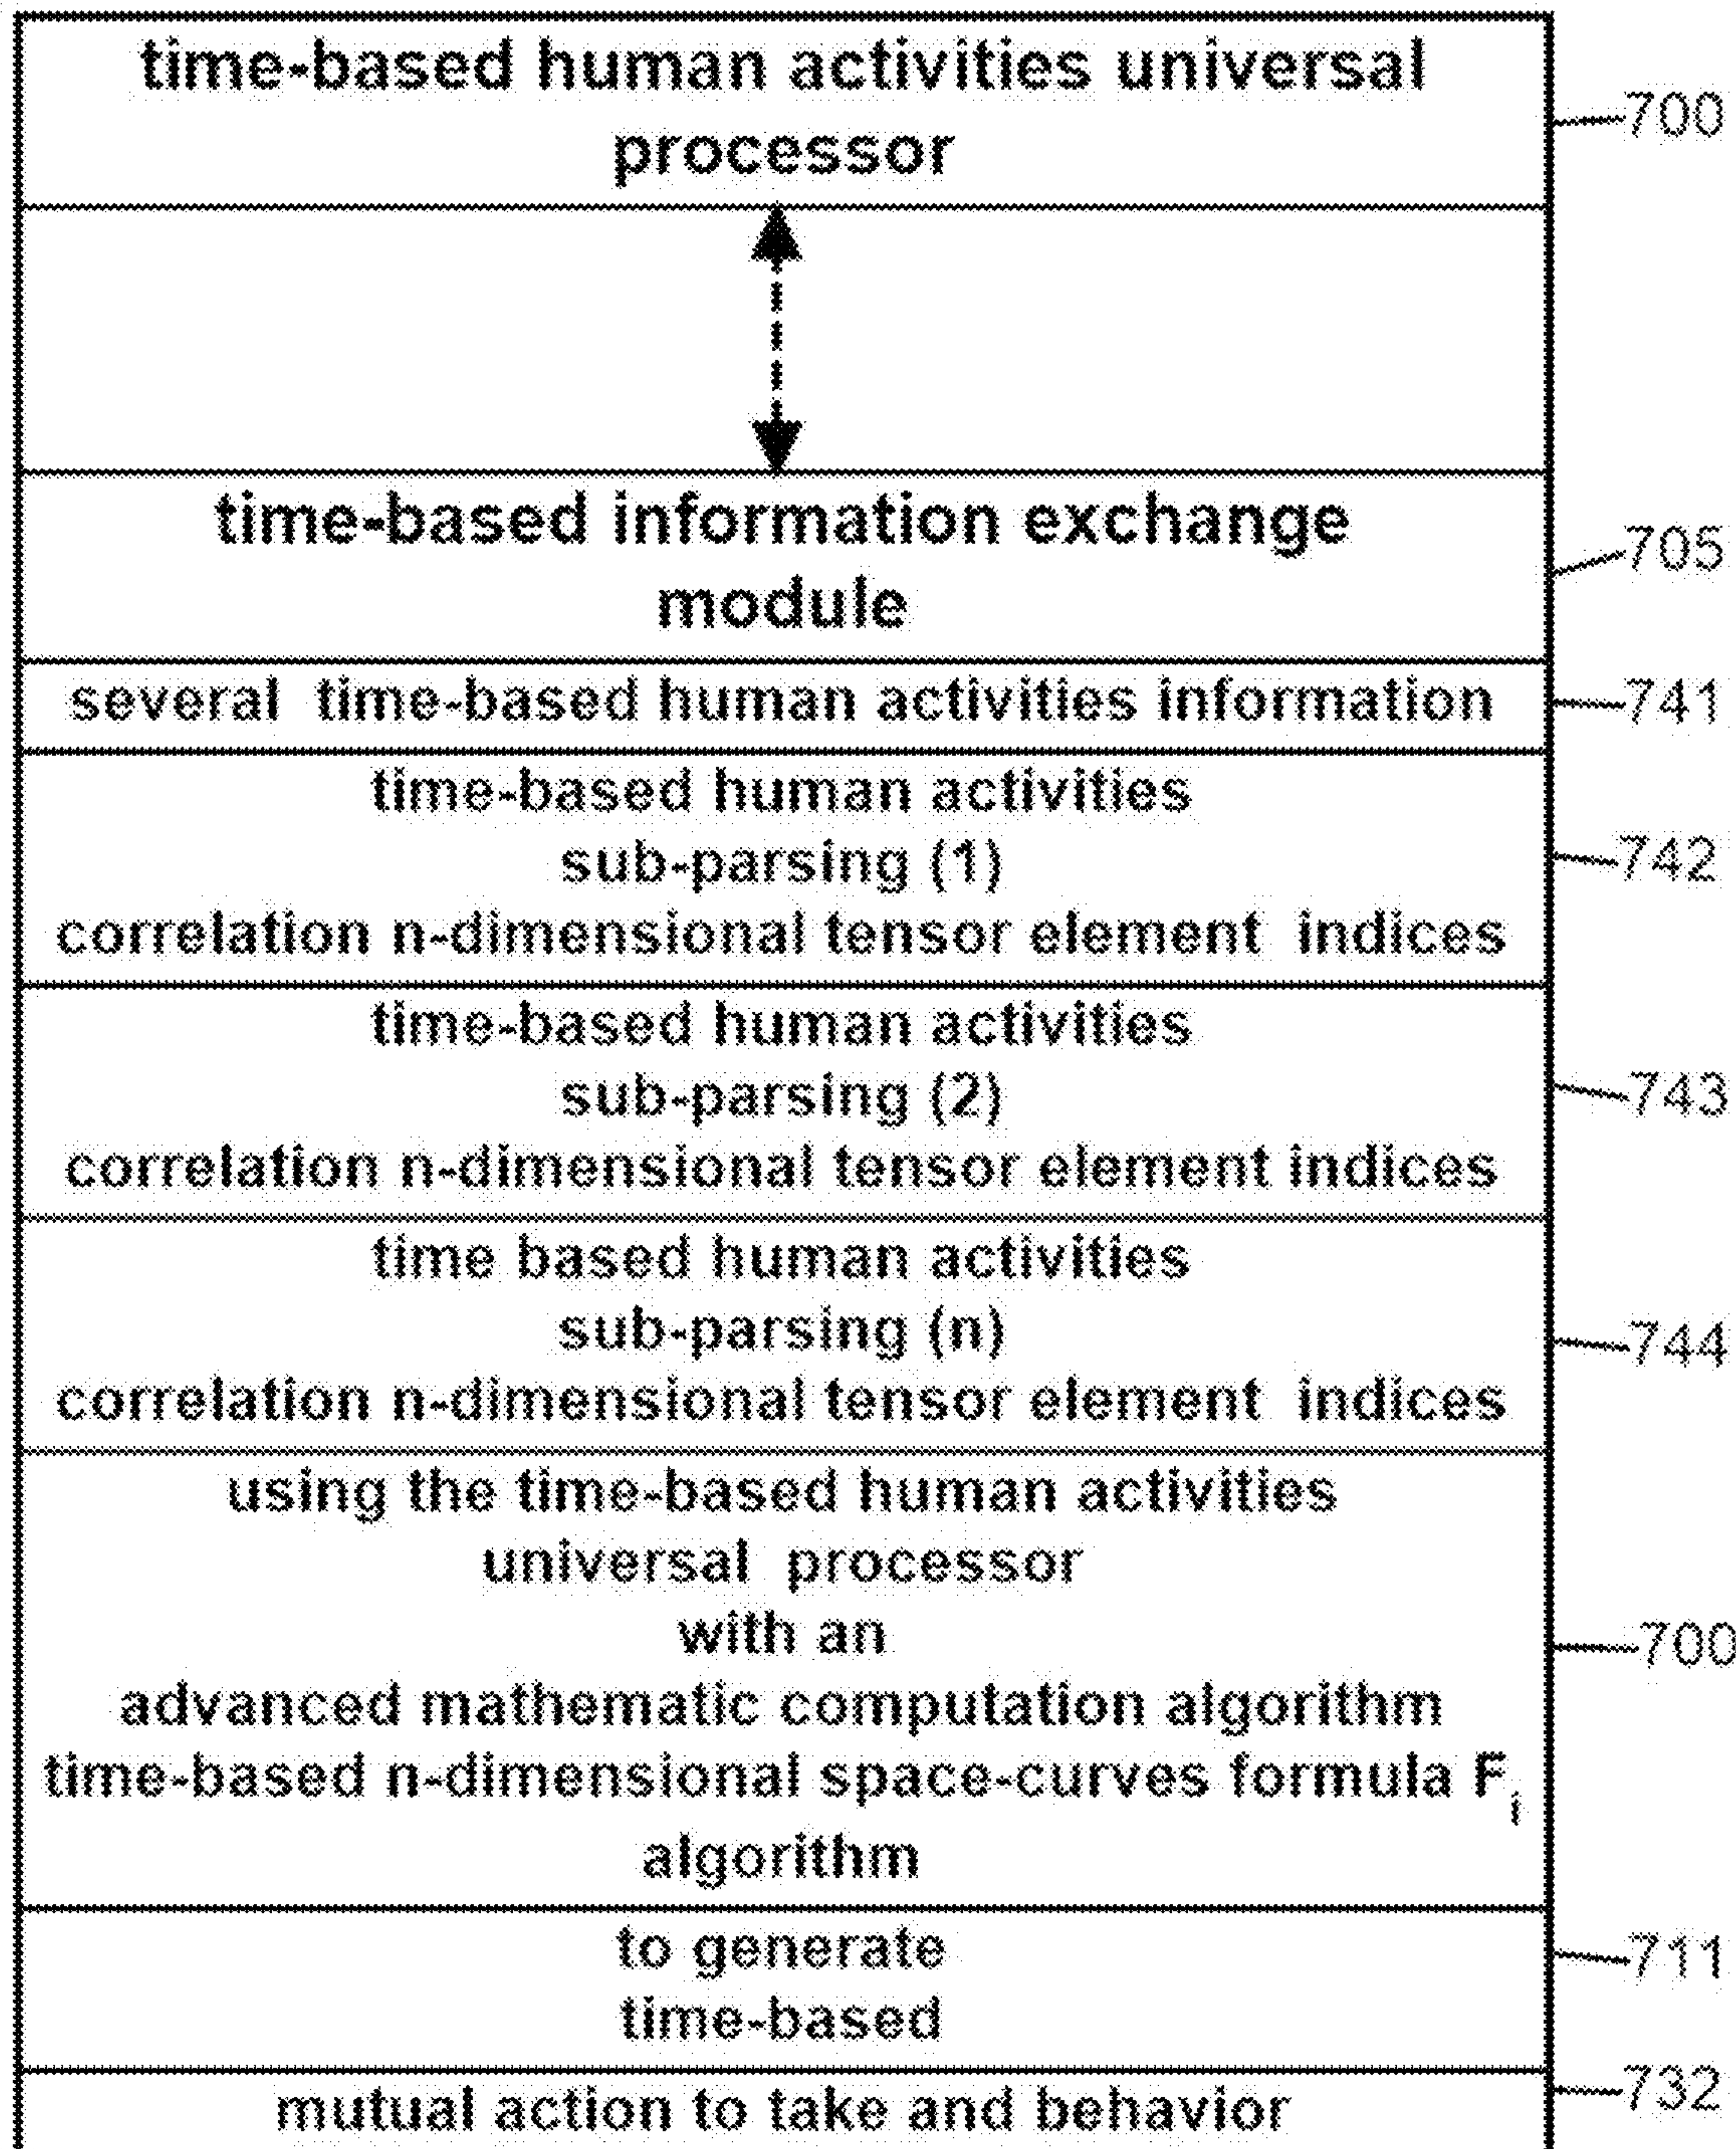 time-based human activities universal
processor
700
time-based information exchange
module
705
several time-based human activities information
741
time-based human activities
sub-parsing (1)
correlation n-dimensional tensor element indices
742
time-based human activities
sub-parsing (2)
correlation n-dimensional tensor element indices
743
time based human activities
sub-parsing (n)
correlation n-dimensional tensor element indices
744
using the time-based human activities
universal processor
with an
advanced mathematic computation algorithm
time-based n-dimensional space-curves formula Fi
algorithm
700
to generate
time-based
711
mutual action to take and behavior
732